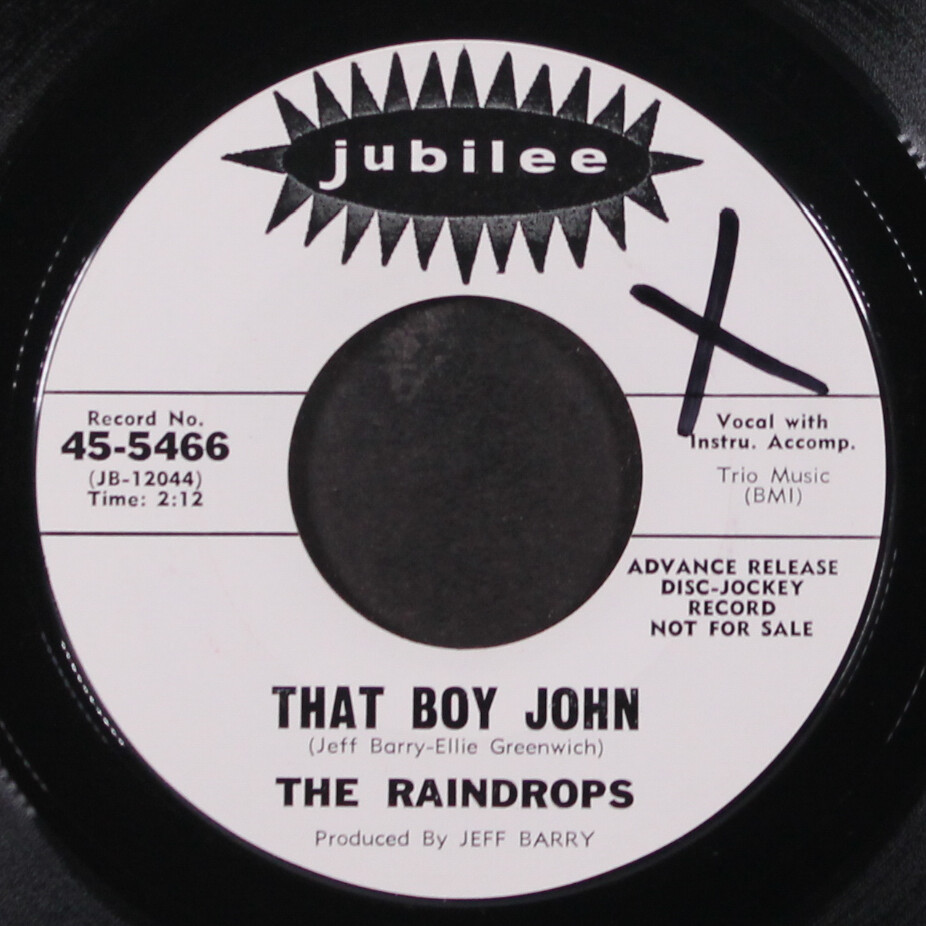 jubilee
X
Record No.
45-5466
(JB-12044)
Time: 2:12
Vocal with
Instru. Accomp.
Trio Music
(BMI)
ADVANCE RELEASE
DISC-JOCKEY
RECORD
NOT FOR SALE
THAT BOY JOHN
(Jeff Barry-Ellie Greenwich)
THE RAINDROPS
Produced By JEFF BARRY